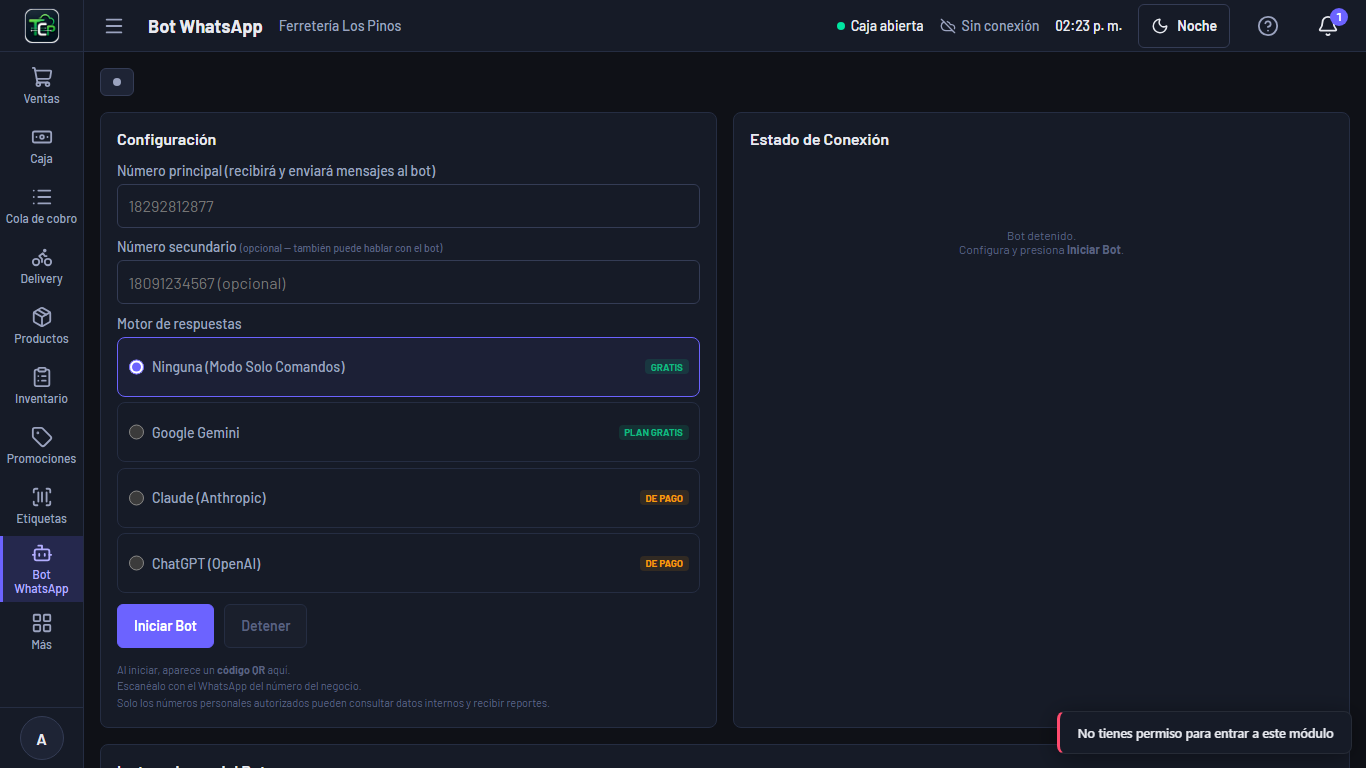 TCP
Bot WhatsApp
Ferretería Los Pinos
Caja abierta
Sin conexión
02:23 p. m.
Noche
1
Ventas
Caja
Cola de cobro
Delivery
Productos
Inventario
Promociones
Etiquetas
Bot
WhatsApp
Más
A
Configuración
Número principal (recibirá y enviará mensajes al bot)
18292812877
Número secundario (opcional — también puede hablar con el bot)
18091234567 (opcional)
Motor de respuestas
Ninguna (Modo Solo Comandos) GRATIS
Google Gemini PLAN GRATIS
Claude (Anthropic) DE PAGO
ChatGPT (OpenAI) DE PAGO
Iniciar Bot
Detener
Al iniciar, aparece un código QR aquí.
Escanéalo con el WhatsApp del número del negocio.
Solo los números personales autorizados pueden consultar datos internos y recibir reportes.
Estado de Conexión
Bot detenido.
Configura y presiona Iniciar Bot.
No tienes permiso para entrar a este módulo